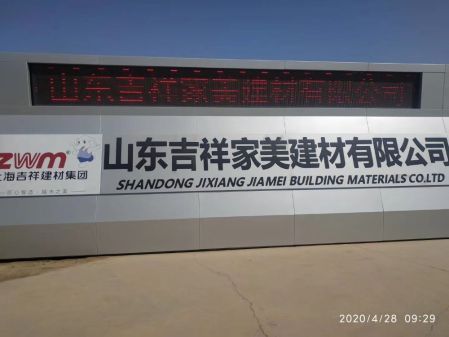 山东吉祥家美建材有限公司
zwm®
上海吉祥建材集团
山东吉祥家美建材有限公司
SHANDONG JIXIANG JIAMEI BUILDING MATERIALS CO.LTD
2020/4/28 09:29